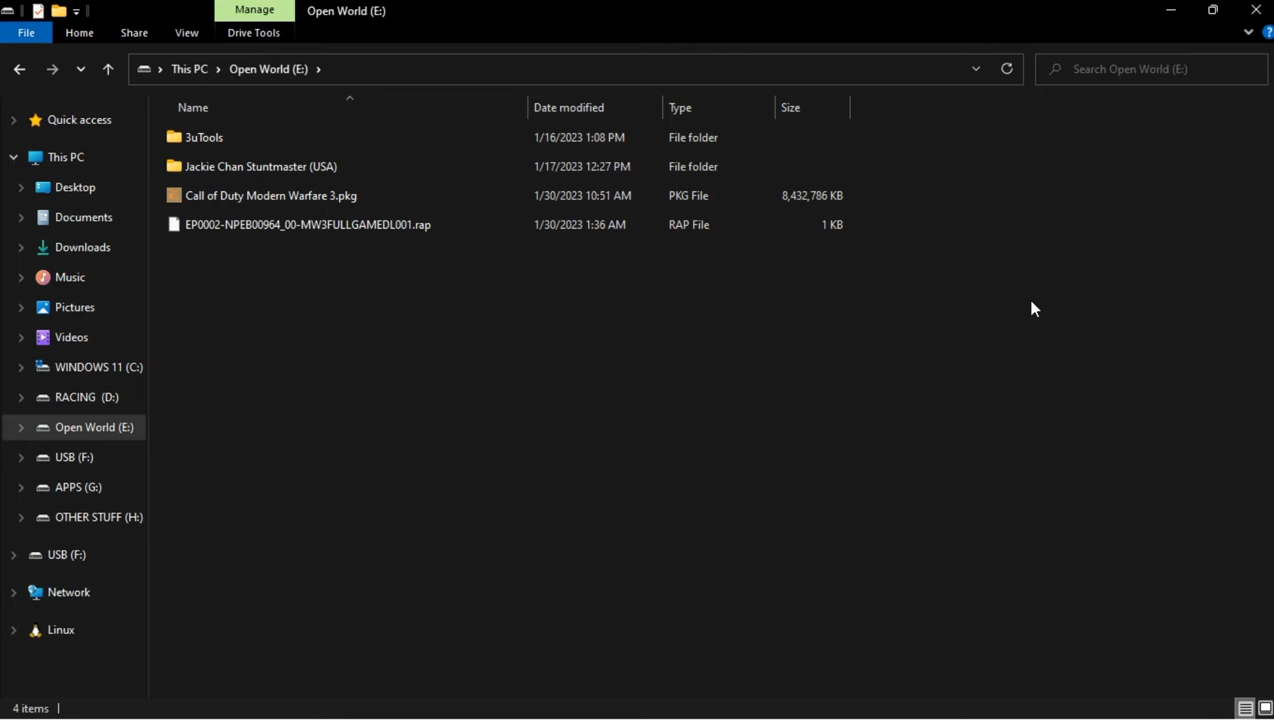 Manage
Open World (E:)
File
Home
Share
View
Drive Tools
This PC
Open World (E:)
Search Open World (E:)
Name
Date modified
Type
Size
Quick access
This PC
Desktop
Documents
Downloads
Music
Pictures
Videos
WINDOWS 11 (C:)
RACING (D:)
Open World (E:)
USB (F:)
APPS (G:)
OTHER STUFF (H:)
USB (F:)
Network
Linux
3uTools 1/16/2023 1:08 PM File folder
Jackie Chan Stuntmaster (USA) 1/17/2023 12:27 PM File folder
Call of Duty Modern Warfare 3.pkg 1/30/2023 10:51 AM PKG File 8,432,786 KB
EP0002-NPEB00964_00-MW3FULLGAMEDL001.rap 1/30/2023 1:36 AM RAP File 1 KB
4 items